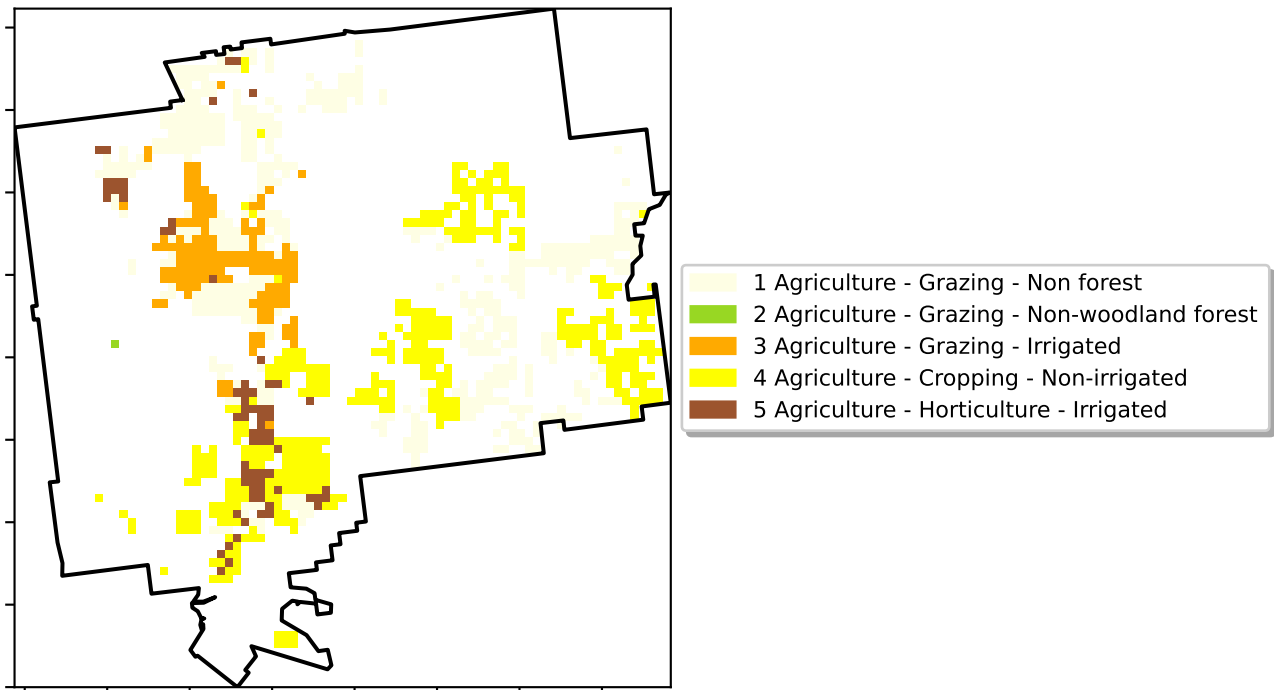 1 Agriculture - Grazing - Non forest
2 Agriculture - Grazing - Non-woodland forest
3 Agriculture - Grazing - Irrigated
4 Agriculture - Cropping - Non-irrigated
5 Agriculture - Horticulture - Irrigated